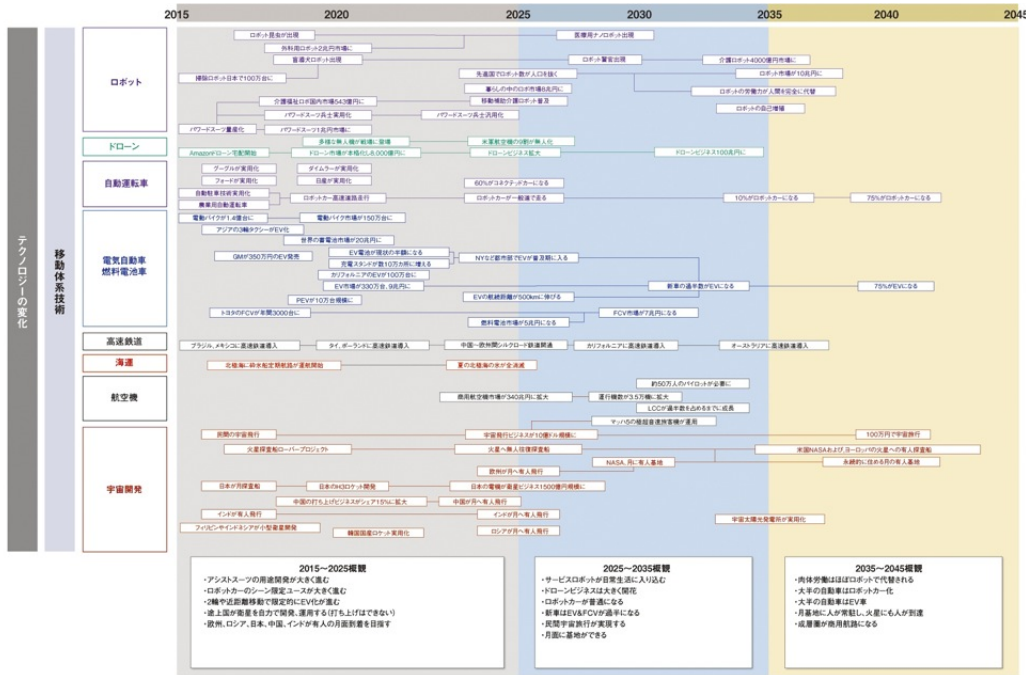 2015
2020
2025
2030
2035
2040
2045
テクノロジーの変化
移動体系技術
ロボット
ロボット昆虫が出現
医療用ナノロボット出現
外科用ロボット2兆円市場に
盲導犬ロボット出現
ロボット警官出現
介護ロボット4000億円市場に
掃除ロボット日本で100万台に
先進国でロボット数が人口を抜く
ロボット市場が10兆円に
暮らしの中のロボ市場8兆円に
ロボットの労働力が人間を完全に代替
介護福祉ロボ国内市場543億円に
移動補助介護ロボット普及
ロボットの自己増殖
パワードスーツ兵士実用化
パワードスーツ兵士汎用化
パワードスーツ量産化
パワードスーツ1兆円市場に
ドローン
多様な無人機が戦場に登場
米軍航空機の9割が無人化
Amazonドローン宅配開始
ドローン市場が本格化し6,000億円に
ドローンビジネス拡大
ドローンビジネス100兆円に
自動運転車
グーグルが実用化
ダイムラーが実用化
フォードが実用化
日産が実用化
60%がコネクテッドカーになる
自動駐車技術実用化
ロボットカー高速道路走行
ロボットカーが一般道で走る
10%がロボットカーになる
75%がロボットカーになる
農業用自動運転車
電気自動車
燃料電池車
電動バイクが1.4億台に
電動バイク市場が150万台に
アジアの3輪タクシーがEV化
世界の蓄電池市場が20兆円に
GMが350万円のEV発売
EV電池が現状の半額になる
充電スタンドが数10万カ所に増える
NYなど都市部でEVが普及期に入る
カリフォルニアのEVが100万台に
EV市場が330万台、9兆円に
新車の過半数がEVになる
75%がEVになる
PEVが10万台規模に
EVの航続距離が500kmに伸びる
トヨタのFCVが年間3000台に
FCV市場が7兆円になる
燃料電池市場が5兆円になる
高速鉄道
ブラジル、メキシコに高速鉄道導入
タイ、ポーランドに高速鉄道導入
中国〜欧州間シルクロード鉄道開通
カリフォルニアに高速鉄道導入
オーストラリアに高速鉄道導入
海運
北極海に砕氷船定期航路が運航開始
夏の北極海の氷が全消滅
航空機
約50万人のパイロットが必要に
商用航空機市場が340兆円に拡大
運行機数が3.5万機に拡大
LCCが過半数を占めるまでに成長
マッハ5の極超音速旅客機が運用
宇宙開発
民間の宇宙飛行
宇宙飛行ビジネスが10億ドル規模に
100万円で宇宙旅行
火星探査船ローバープロジェクト
火星へ無人往復探査船
米国NASAおよび、ヨーロッパの火星への有人探査船
NASA、月に有人基地
永続的に住める月の有人基地
欧州が月へ有人飛行
日本が月探査船
日本のH3ロケット開発
日本の電機が衛星ビジネス1500億円規模に
中国の打ち上げビジネスがシェア15%に拡大
中国が月へ有人飛行
インドが有人飛行
インドが月へ有人飛行
宇宙太陽光発電所が実用化
フィリピンやインドネシアが小型衛星開発
韓国国産ロケット実用化
ロシアが月へ有人飛行
2015〜2025概観
・アシストスーツの用途開発が大きく進む
・ロボットカーのシーン限定ユースが大きく進む
・2輪や近距離移動で限定的にEV化が進む
・途上国が衛星を自力で開発、運用する（打ち上げはできない）
・欧州、ロシア、日本、中国、インドが有人の月面到着を目指す
2025〜2035概観
・サービスロボットが日常生活に入り込む
・ドローンビジネスは大きく開花
・ロボットカーが普通になる
・新車はEV&FCVが過半になる
・民間宇宙旅行が実現する
・月面に基地ができる
2035〜2045概観
・肉体労働はほぼロボットで代替される
・大半の自動車はロボットカー化
・大半の自動車はEV車
・月基地に人が常駐し、火星にも人が到達
・成層圏が商用航路になる